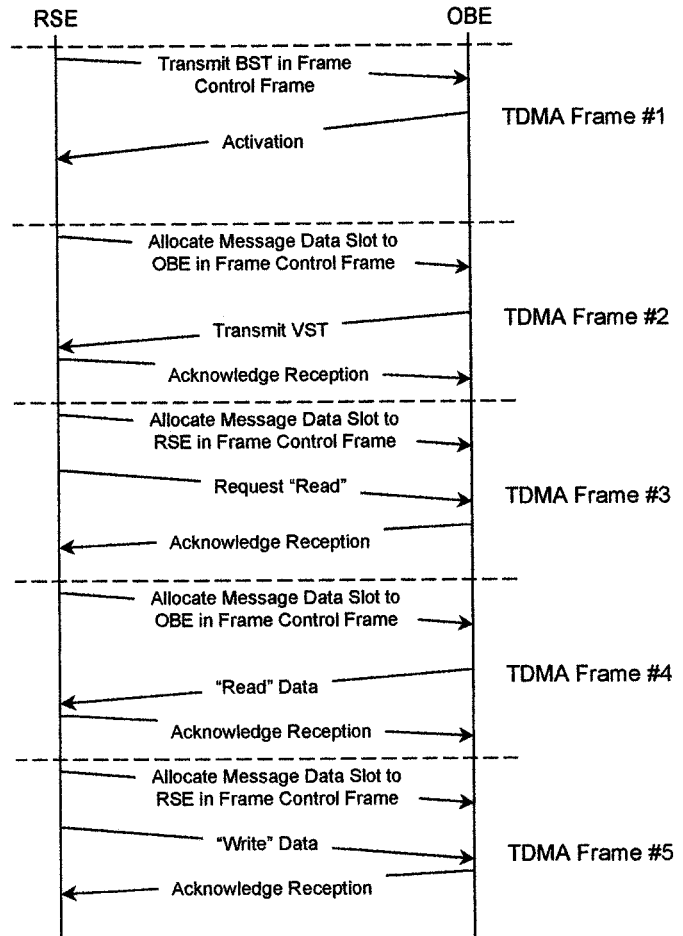 RSE
OBE
Transmit BST in Frame
Control Frame
TDMA Frame #1
Activation
Allocate Message Data Slot to
OBE in Frame Control Frame
TDMA Frame #2
Transmit VST
Acknowledge Reception
Allocate Message Data Slot to
RSE in Frame Control Frame
Request “Read”
TDMA Frame #3
Acknowledge Reception
Allocate Message Data Slot to
OBE in Frame Control Frame
TDMA Frame #4
“Read” Data
Acknowledge Reception
Allocate Message Data Slot to
RSE in Frame Control Frame
“Write” Data
TDMA Frame #5
Acknowledge Reception